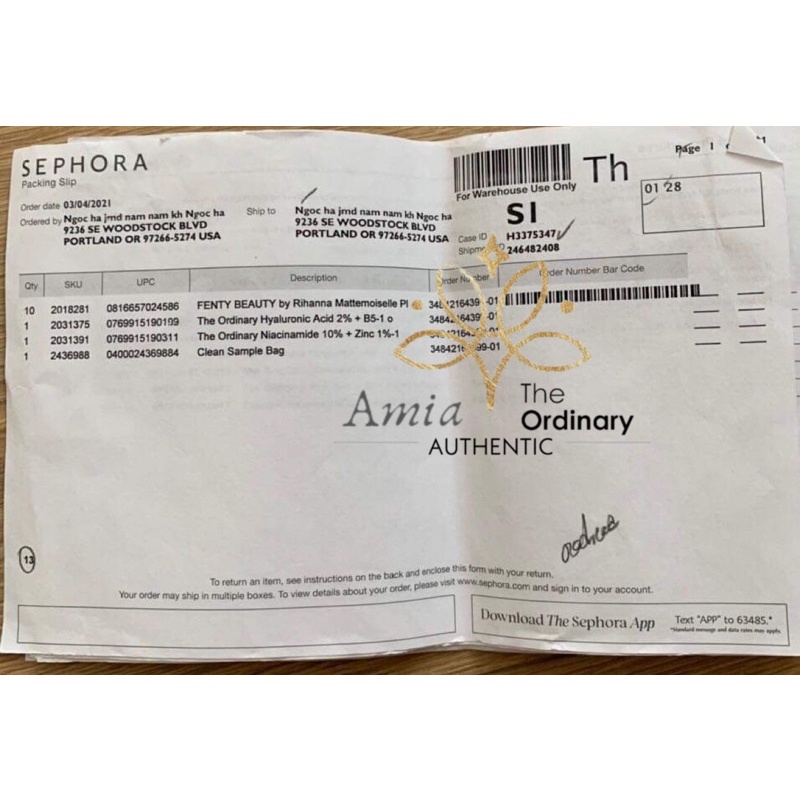 SEPHORA
Packing Slip
Order date 03/04/2021
Ordered by Ngoc ha jmd nam nam kh Ngoc ha
9236 SE WOODSTOCK BLVD
PORTLAND OR 97266-5274 USA
Ship to Ngoc ha jmd nam nam kh Ngoc ha
9236 SE WOODSTOCK BLVD
PORTLAND OR 97266-5274 USA
For Warehouse Use Only
Th
SI
Case ID H3375347
246482408
Page 1
01 28
Qty SKU UPC Description Order Number Order Number Bar Code
10 2018281 0816657024586 FENTY BEAUTY by Rihanna Mattemoiselle Pl
1 2031375 0769915190199 The Ordinary Hyaluronic Acid 2% + B5-1 o
1 2031391 0769915190311 The Ordinary Niacinamide 10% + Zinc 1%-1
1 2436988 0400024369884 Clean Sample Bag
Amia
The
Ordinary
AUTHENTIC
13
To return an item, see instructions on the back and enclose this form with your return.
Your order may ship in multiple boxes. To view details about your order, please visit www.sephora.com and sign in to your account.
Download The Sephora App
Text "APP" to 63485.*
*Standard message and data rates may apply.